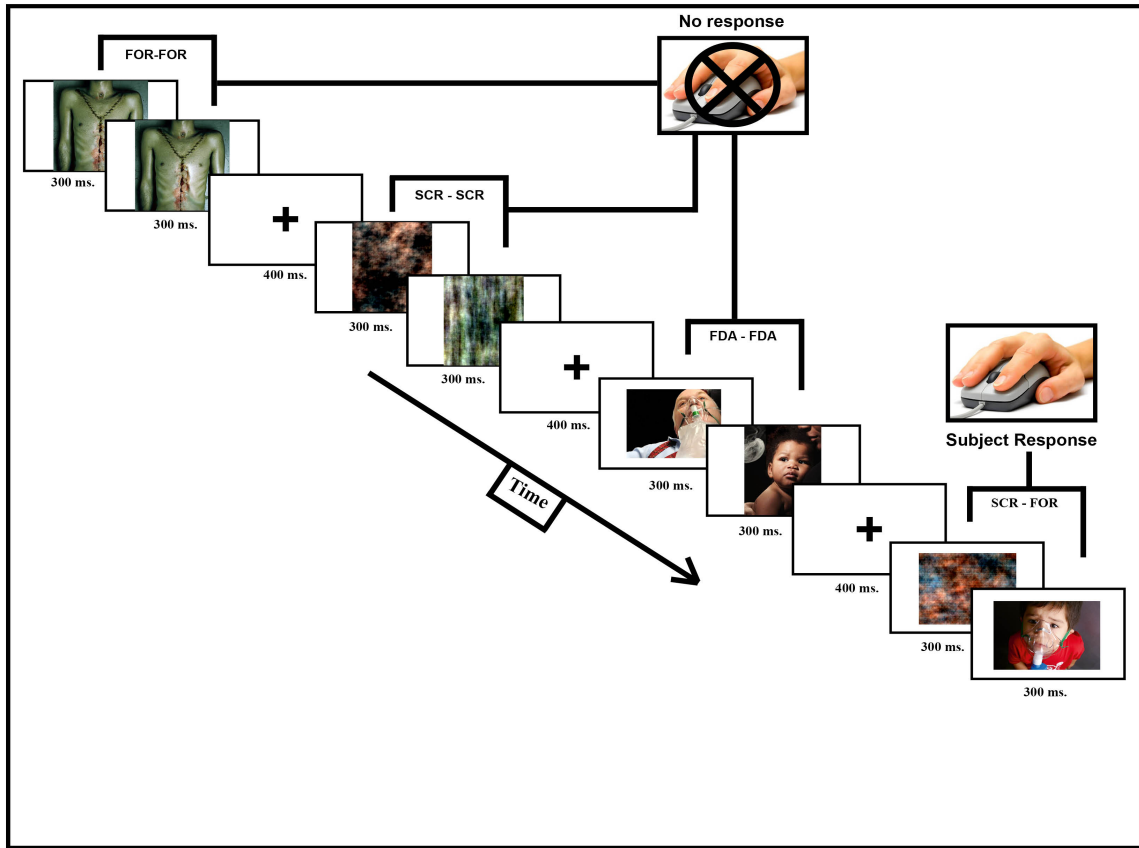 No response
FOR-FOR
300 ms.
300 ms.
SCR - SCR
400 ms.
300 ms.
300 ms.
FDA - FDA
400 ms.
300 ms.
300 ms.
Time
Subject Response
SCR - FOR
400 ms.
300 ms.
300 ms.